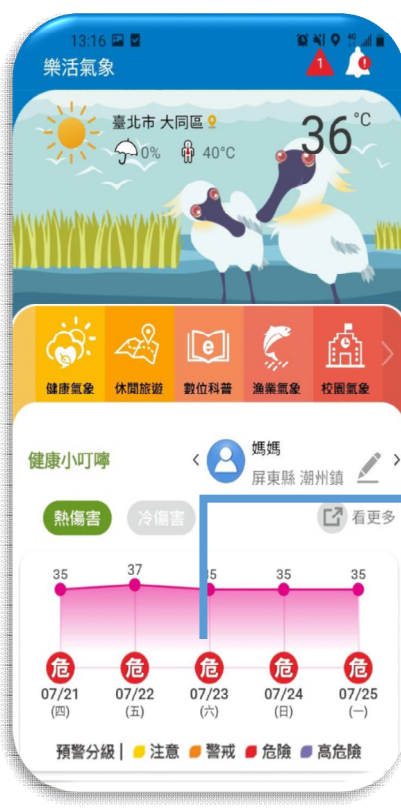 13:16
樂活氣象
1
臺北市 大同區
36°C
0% 40°C
健康氣象 休閒旅遊 數位科普 漁業氣象 校園氣象
健康小叮嚀
媽媽
屏東縣 潮州鎮
熱傷害 冷傷害 看更多
35 37 35 35 35
危 危 危 危 危
07/21 07/22 07/23 07/24 07/25
(四) (五) (六) (日) (一)
預警分級 | 注意 警戒 危險 高危險